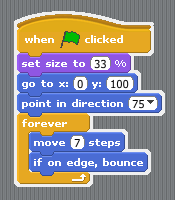 when clicked
set size to 33 %
go to x: 0 y: 100
point in direction 75
forever
move 7 steps
if on edge, bounce